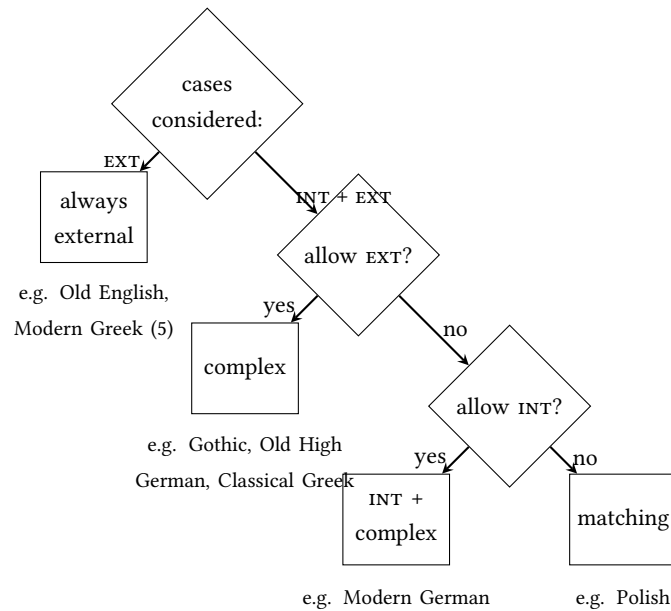 cases
considered:
EXT
INT + EXT
always
external
allow EXT?
e.g. Old English,
Modern Greek (5)
yes
no
complex
allow INT?
e.g. Gothic, Old High
German, Classical Greek
yes
no
INT +
complex
matching
e.g. Modern German
e.g. Polish